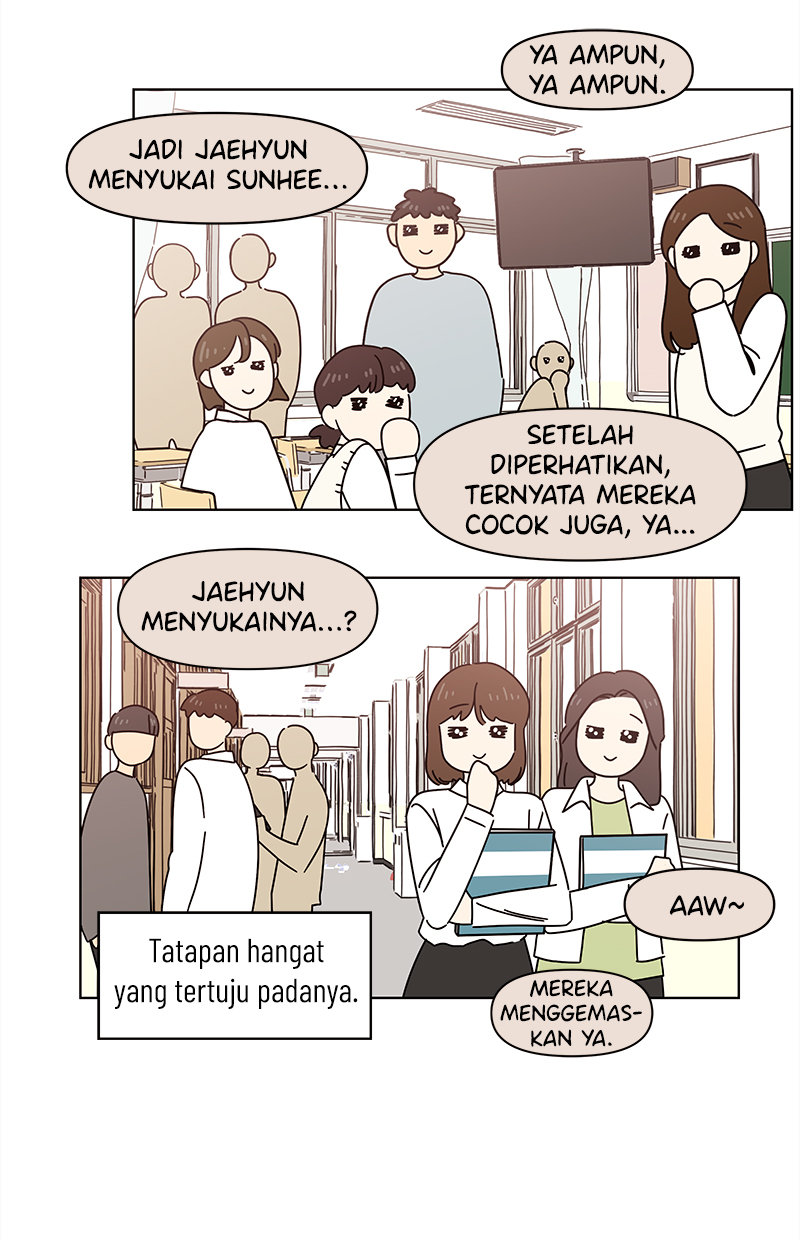 YA AMPUN,
YA AMPUN.
JADI JAEHYUN
MENYUKAI SUNHEE...
SETELAH
DIPERHATIKAN,
TERNYATA MEREKA
COCOK JUGA, YA...
JAEHYUN
MENYUKAINYA...?
AAW~
Tatapan hangat
yang tertuju padanya.
MEREKA
MENGGEMAS-
KAN YA.